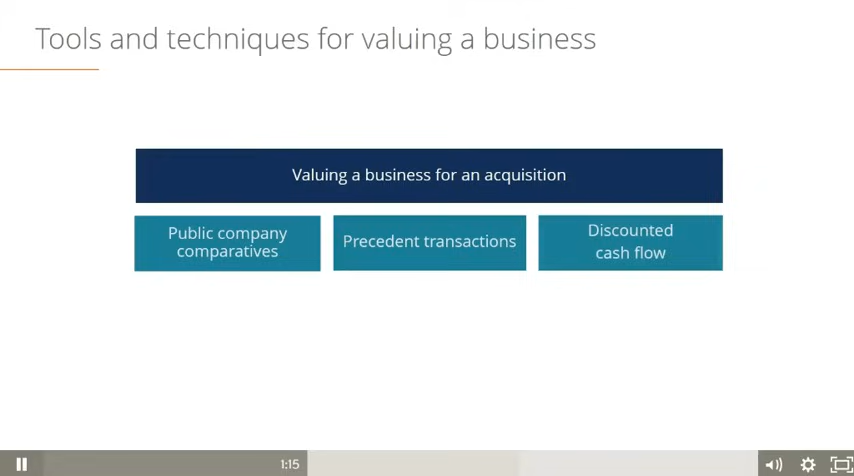 Tools and techniques for valuing a business
Valuing a business for an acquisition
Public company
comparatives
Precedent transactions
Discounted
cash flow
1:15